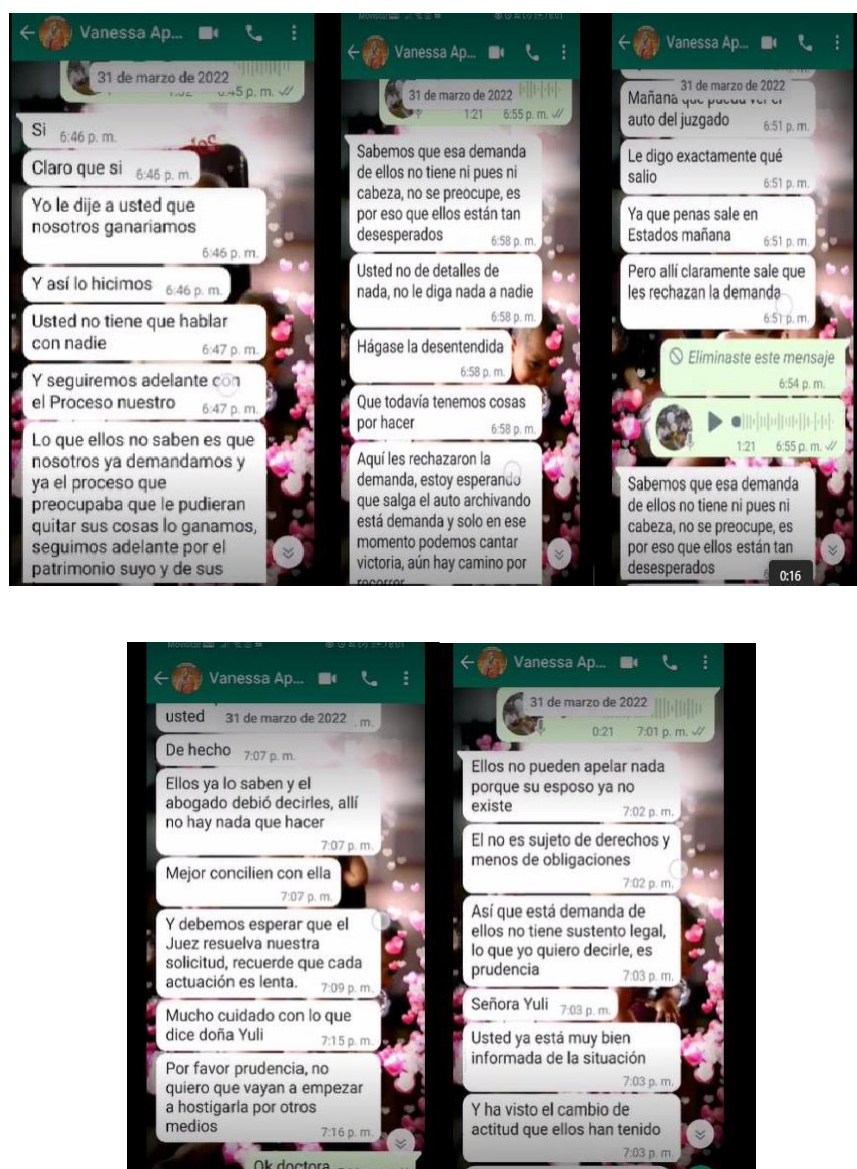 Vanessa Ap...
31 de marzo de 2022
p. m.
Si 6:46 p. m.
Claro que si 6:46 p. m.
Yo le dije a usted que
nosotros ganariamos
6:46 p. m.
Y así lo hicimos 6:46 p. m.
Usted no tiene que hablar
con nadie 6:47 p. m.
Y seguiremos adelante con
el Proceso nuestro 6:47 p. m.
Lo que ellos no saben es que
nosotros ya demandamos y
ya el proceso que
preocupaba que le pudieran
quitar sus cosas lo ganamos,
seguimos adelante por el
patrimonio suyo y de sus
Vanessa Ap...
31 de marzo de 2022
1:21 6:55 p. m.
Sabemos que esa demanda
de ellos no tiene ni pues ni
cabeza, no se preocupe, es
por eso que ellos están tan
desesperados 6:58 p. m.
Usted no de detalles de
nada, no le diga nada a nadie
6:58 p. m.
Hágase la desentendida
6:58 p. m.
Que todavía tenemos cosas
por hacer 6:58 p. m.
Aquí les rechazaron la
demanda, estoy esperando
que salga el auto archivando
está demanda y solo en ese
momento podemos cantar
victoria, aún hay camino por
recorrer
Vanessa Ap...
31 de marzo de 2022
Mañana que pueda ver el
auto del juzgado 6:51 p. m.
Le digo exactamente qué
salio 6:51 p. m.
Ya que penas sale en
Estados mañana 6:51 p. m.
Pero allí claramente sale que
les rechazan la demanda
6:51 p. m.
Eliminaste este mensaje
6:54 p. m.
1:21 6:55 p. m.
Sabemos que esa demanda
de ellos no tiene ni pues ni
cabeza, no se preocupe, es
por eso que ellos están tan
desesperados
0:16
Vanessa Ap...
usted 31 de marzo de 2022 . m.
De hecho 7:07 p. m.
Ellos ya lo saben y el
abogado debió decirles, allí
no hay nada que hacer
7:07 p. m.
Mejor concilien con ella
7:07 p. m.
Y debemos esperar que el
Juez resuelva nuestra
solicitud, recuerde que cada
actuación es lenta. 7:09 p. m.
Mucho cuidado con lo que
dice doña Yuli 7:15 p. m.
Por favor prudencia, no
quiero que vayan a empezar
a hostigarla por otros
medios 7:16 p. m.
Ok doctora
Vanessa Ap...
31 de marzo de 2022
0:21 7:01 p. m.
Ellos no pueden apelar nada
porque su esposo ya no
existe 7:02 p. m.
El no es sujeto de derechos y
menos de obligaciones
7:02 p. m.
Así que está demanda de
ellos no tiene sustento legal,
lo que yo quiero decirle, es
prudencia 7:03 p. m.
Señora Yuli 7:03 p. m.
Usted ya está muy bien
informada de la situación
7:03 p. m.
Y ha visto el cambio de
actitud que ellos han tenido
7:03 p. m.